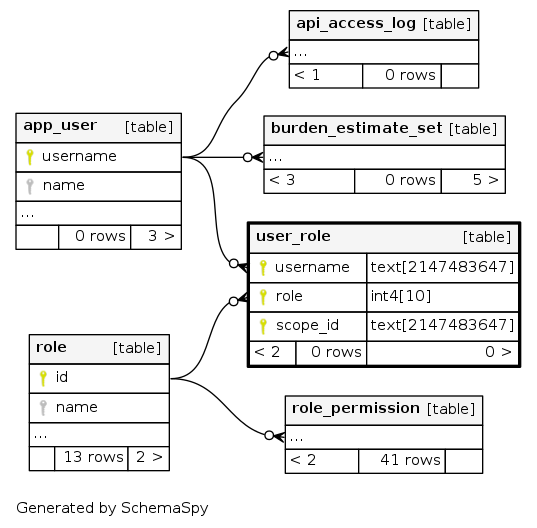 api_access_log [table]
...
< 1 0 rows
app_user [table]
username
name
...
0 rows 3 >
burden_estimate_set [table]
...
< 3 0 rows 5 >
user_role [table]
username text[2147483647]
role int4[10]
scope_id text[2147483647]
< 2 0 rows 0 >
role [table]
id
name
...
13 rows 2 >
role_permission [table]
...
< 2 41 rows
Generated by SchemaSpy